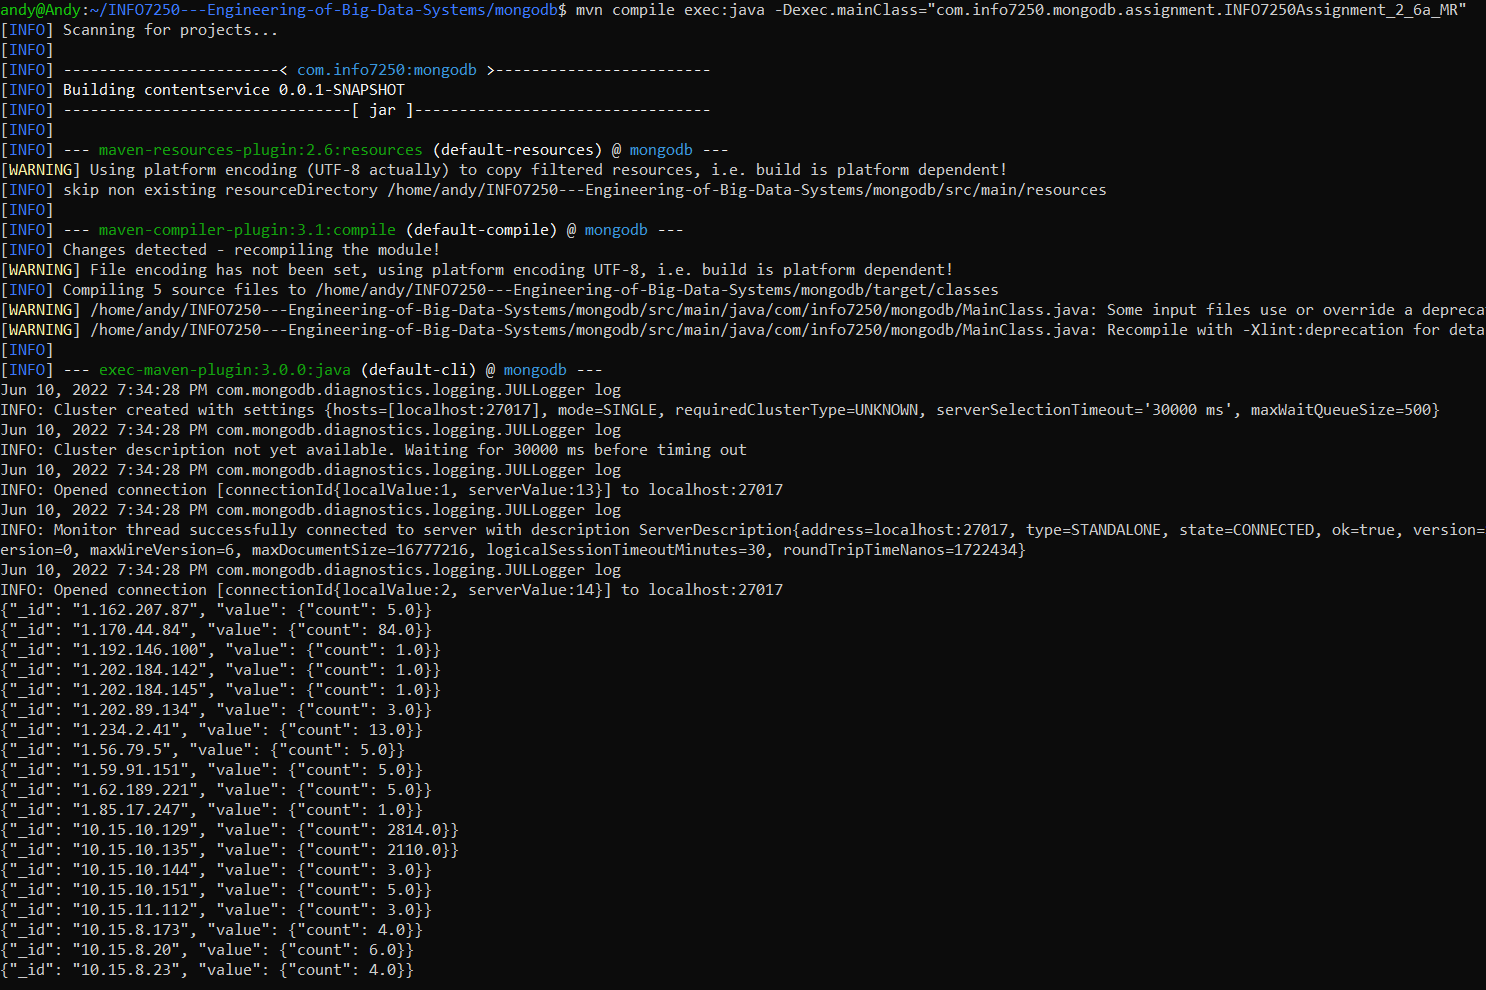 andy@Andy:~/INFO7250---Engineering-of-Big-Data-Systems/mongodb$ mvn compile exec:java -Dexec.mainClass="com.info7250.mongodb.assignment.INFO7250Assignment_2_6a_MR"
[INFO] Scanning for projects...
[INFO]
[INFO] ------------------------< com.info7250:mongodb >------------------------
[INFO] Building contentservice 0.0.1-SNAPSHOT
[INFO] --------------------------------[ jar ]---------------------------------
[INFO]
[INFO] --- maven-resources-plugin:2.6:resources (default-resources) @ mongodb ---
[WARNING] Using platform encoding (UTF-8 actually) to copy filtered resources, i.e. build is platform dependent!
[INFO] skip non existing resourceDirectory /home/andy/INFO7250---Engineering-of-Big-Data-Systems/mongodb/src/main/resources
[INFO]
[INFO] --- maven-compiler-plugin:3.1:compile (default-compile) @ mongodb ---
[INFO] Changes detected - recompiling the module!
[WARNING] File encoding has not been set, using platform encoding UTF-8, i.e. build is platform dependent!
[INFO] Compiling 5 source files to /home/andy/INFO7250---Engineering-of-Big-Data-Systems/mongodb/target/classes
[WARNING] /home/andy/INFO7250---Engineering-of-Big-Data-Systems/mongodb/src/main/java/com/info7250/mongodb/MainClass.java: Some input files use or override a depreca
[WARNING] /home/andy/INFO7250---Engineering-of-Big-Data-Systems/mongodb/src/main/java/com/info7250/mongodb/MainClass.java: Recompile with -Xlint:deprecation for deta
[INFO]
[INFO] --- exec-maven-plugin:3.0.0:java (default-cli) @ mongodb ---
Jun 10, 2022 7:34:28 PM com.mongodb.diagnostics.logging.JULLogger log
INFO: Cluster created with settings {hosts=[localhost:27017], mode=SINGLE, requiredClusterType=UNKNOWN, serverSelectionTimeout='30000 ms', maxWaitQueueSize=500}
Jun 10, 2022 7:34:28 PM com.mongodb.diagnostics.logging.JULLogger log
INFO: Cluster description not yet available. Waiting for 30000 ms before timing out
Jun 10, 2022 7:34:28 PM com.mongodb.diagnostics.logging.JULLogger log
INFO: Opened connection [connectionId{localValue:1, serverValue:13}] to localhost:27017
Jun 10, 2022 7:34:28 PM com.mongodb.diagnostics.logging.JULLogger log
INFO: Monitor thread successfully connected to server with description ServerDescription{address=localhost:27017, type=STANDALONE, state=CONNECTED, ok=true, version=
ersion=0, maxWireVersion=6, maxDocumentSize=16777216, logicalSessionTimeoutMinutes=30, roundTripTimeNanos=1722434}
Jun 10, 2022 7:34:28 PM com.mongodb.diagnostics.logging.JULLogger log
INFO: Opened connection [connectionId{localValue:2, serverValue:14}] to localhost:27017
{"_id": "1.162.207.87", "value": {"count": 5.0}}
{"_id": "1.170.44.84", "value": {"count": 84.0}}
{"_id": "1.192.146.100", "value": {"count": 1.0}}
{"_id": "1.202.184.142", "value": {"count": 1.0}}
{"_id": "1.202.184.145", "value": {"count": 1.0}}
{"_id": "1.202.89.134", "value": {"count": 3.0}}
{"_id": "1.234.2.41", "value": {"count": 13.0}}
{"_id": "1.56.79.5", "value": {"count": 5.0}}
{"_id": "1.59.91.151", "value": {"count": 5.0}}
{"_id": "1.62.189.221", "value": {"count": 5.0}}
{"_id": "1.85.17.247", "value": {"count": 1.0}}
{"_id": "10.15.10.129", "value": {"count": 2814.0}}
{"_id": "10.15.10.135", "value": {"count": 2110.0}}
{"_id": "10.15.10.144", "value": {"count": 3.0}}
{"_id": "10.15.10.151", "value": {"count": 5.0}}
{"_id": "10.15.11.112", "value": {"count": 3.0}}
{"_id": "10.15.8.173", "value": {"count": 4.0}}
{"_id": "10.15.8.20", "value": {"count": 6.0}}
{"_id": "10.15.8.23", "value": {"count": 4.0}}